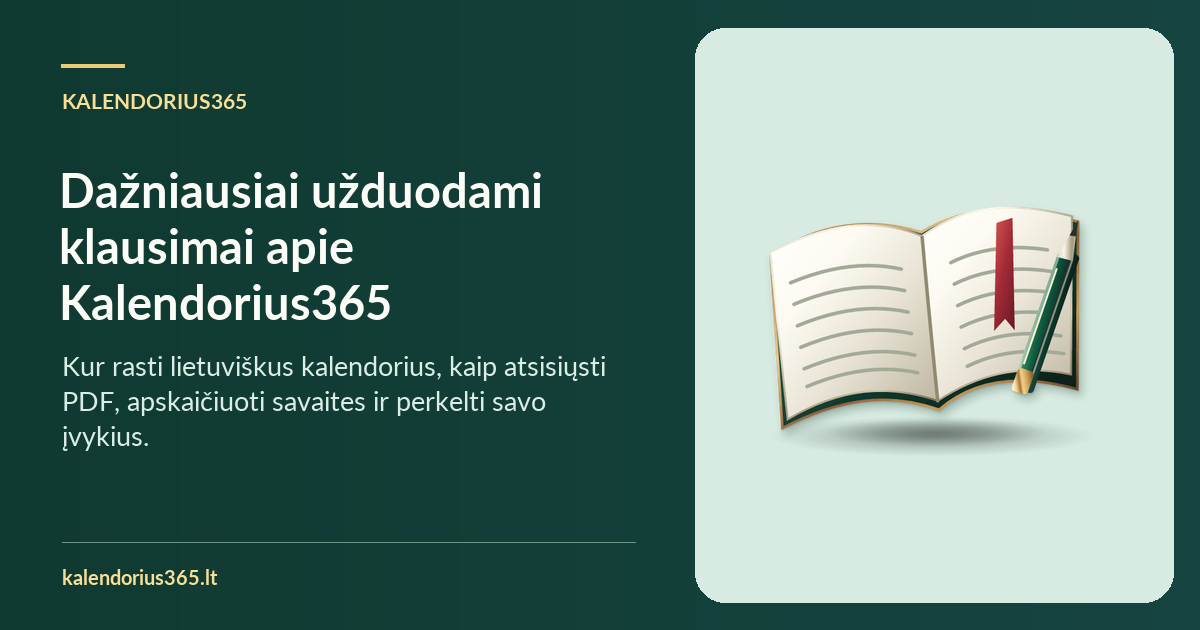 KALENDORIUS365
Dažniausiai užduodami
klausimai apie
Kalendorius365
Kur rasti lietuviškus kalendorius, kaip atsisiųsti
PDF, apskaičiuoti savaites ir perkelti savo
įvykius.
kalendorius365.lt